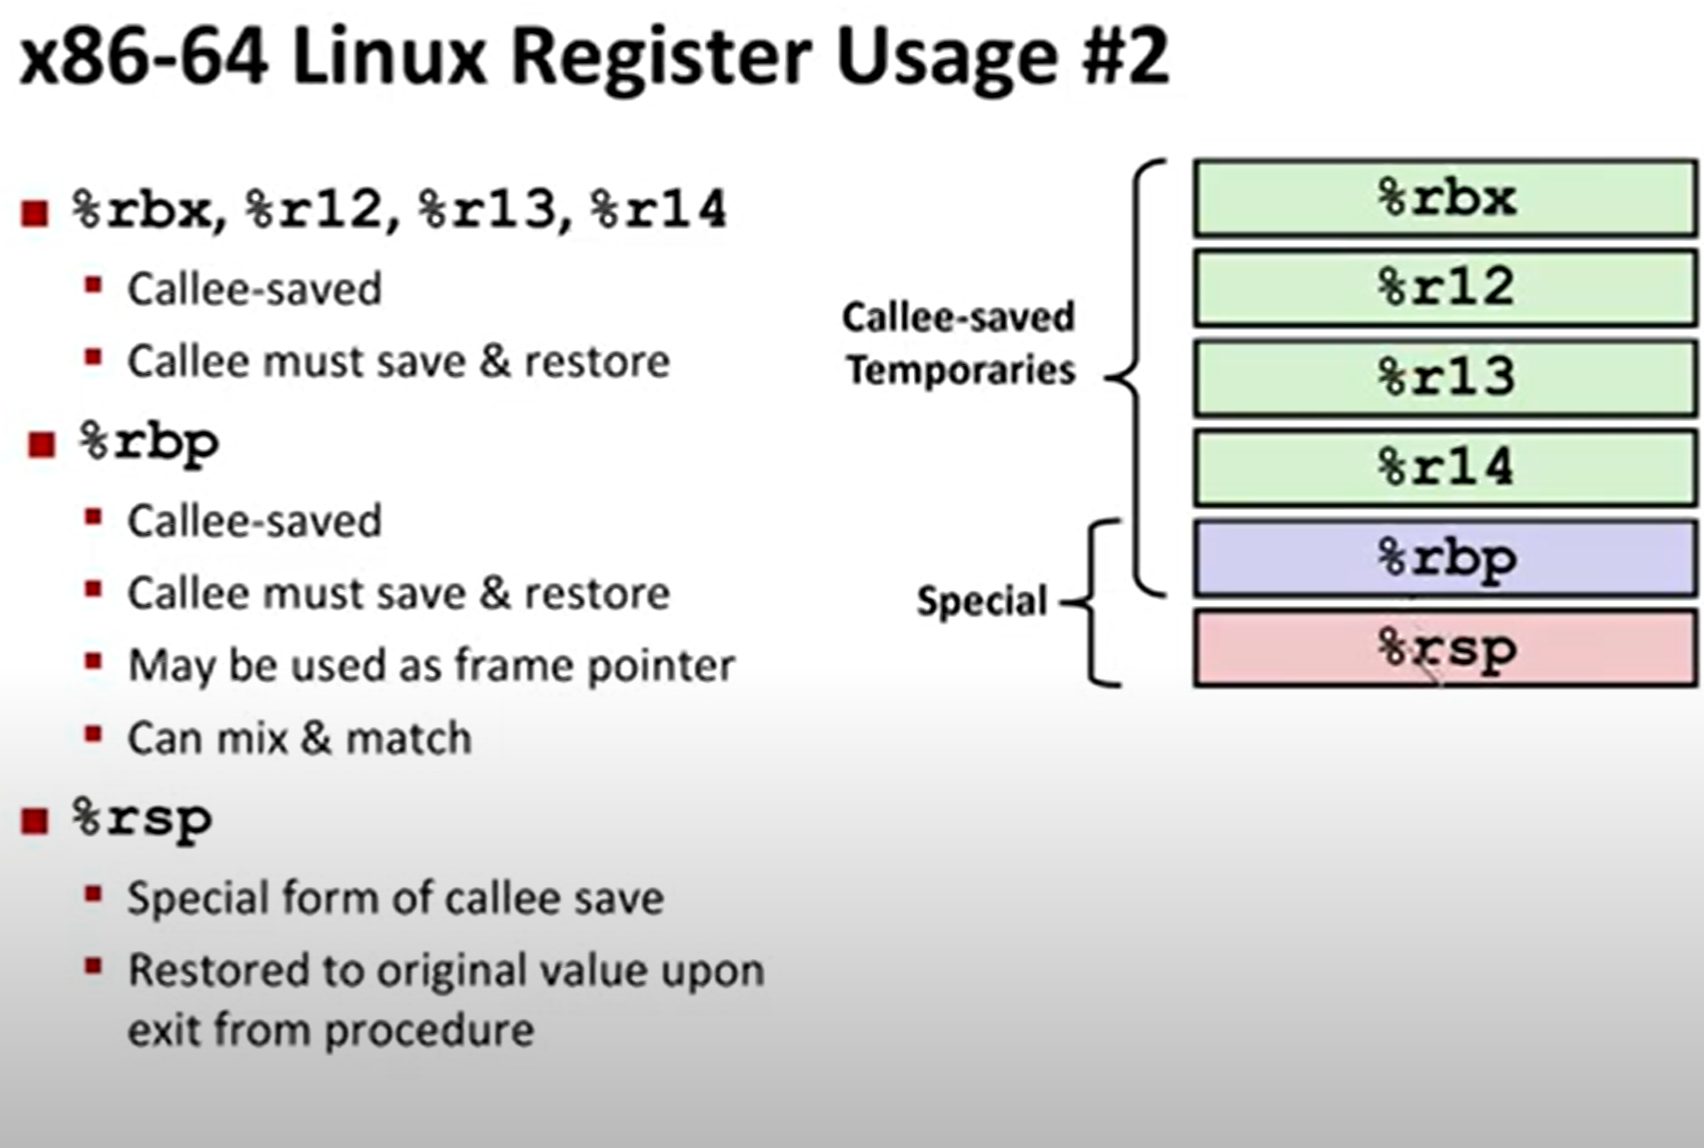 x86-64 Linux Register Usage #2
%rbx, %r12, %r13, %r14
Callee-saved
Callee must save & restore
%rbp
Callee-saved
Callee must save & restore
May be used as frame pointer
Can mix & match
%rsp
Special form of callee save
Restored to original value upon
exit from procedure
Callee-saved
Temporaries
Special
%rbx
%r12
%r13
%r14
%rbp
%rsp